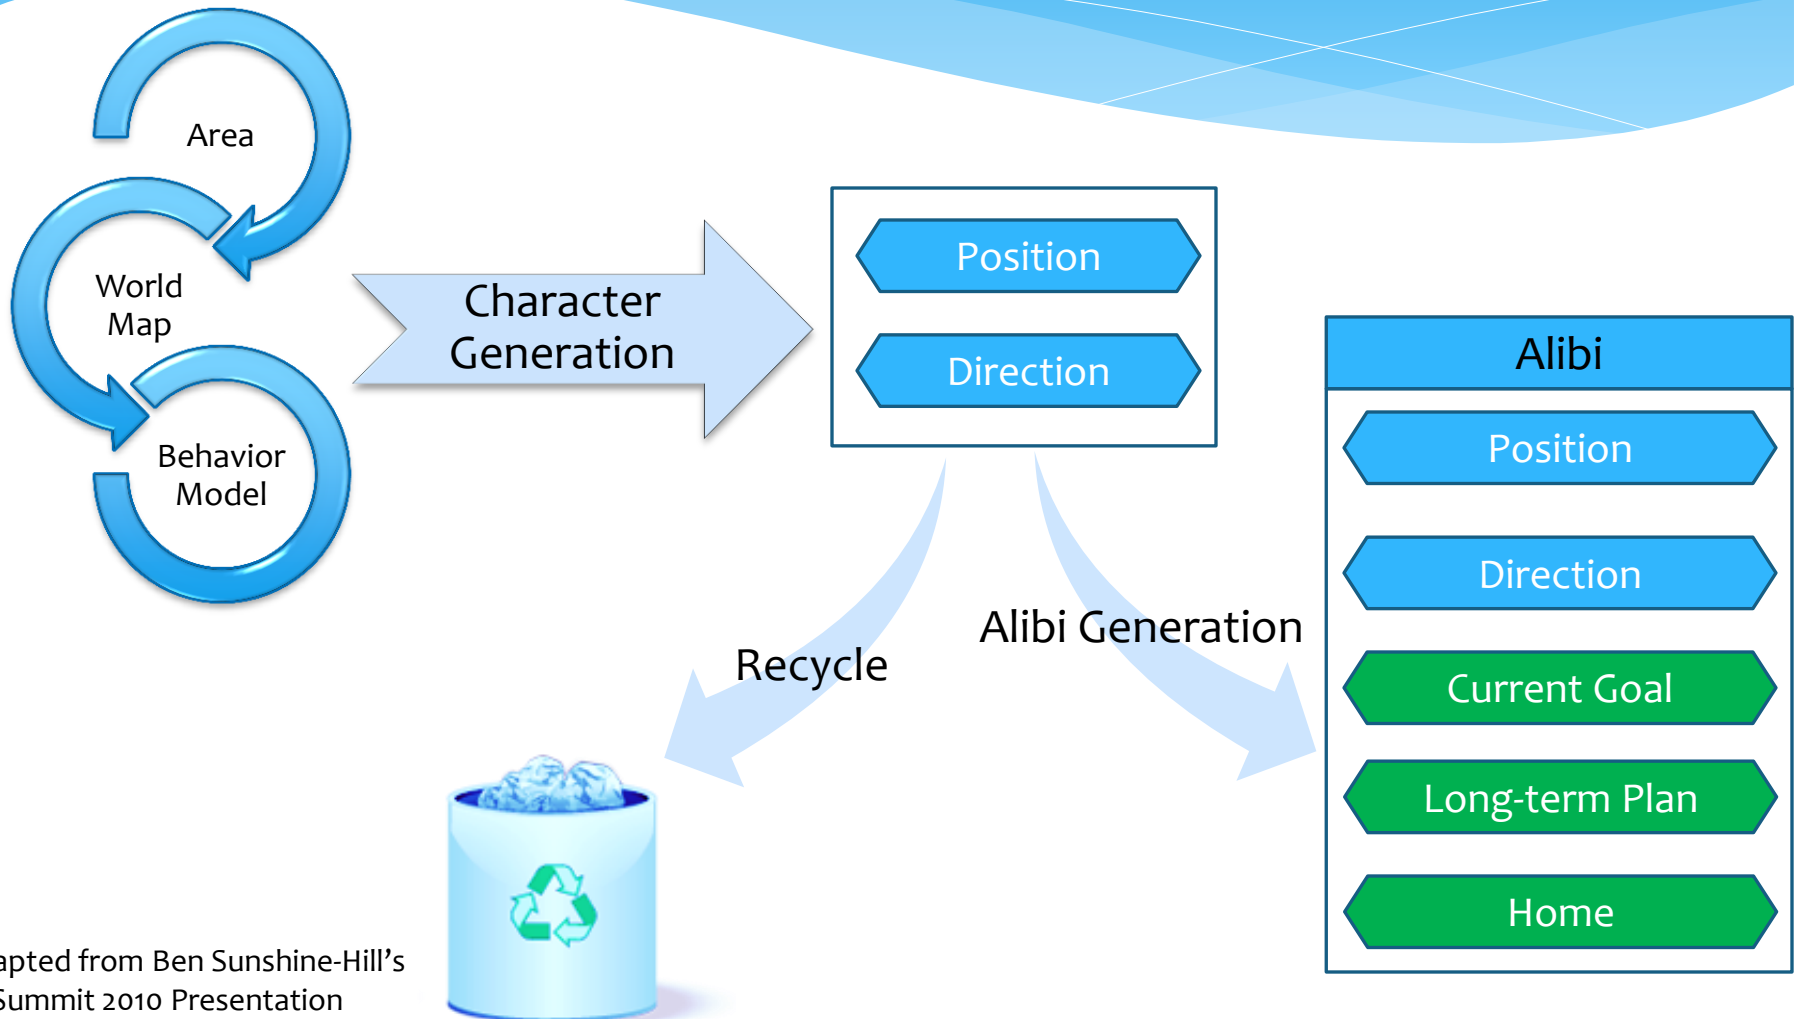 Area
World
Map
Behavior
Model
Character
Generation
Position
Direction
Recycle
Alibi Generation
Alibi
Position
Direction
Current Goal
Long-term Plan
Home
apted from Ben Sunshine-Hill's
Summit 2010 Presentation